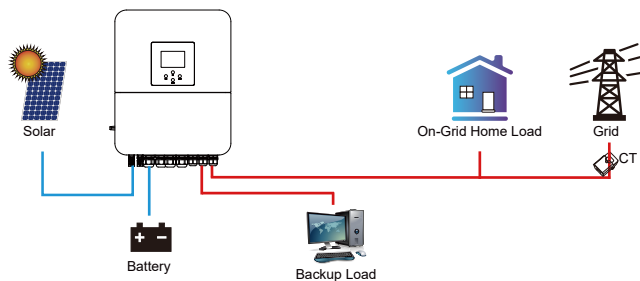 Solar
On-Grid Home Load
Grid
CT
Battery
Backup Load